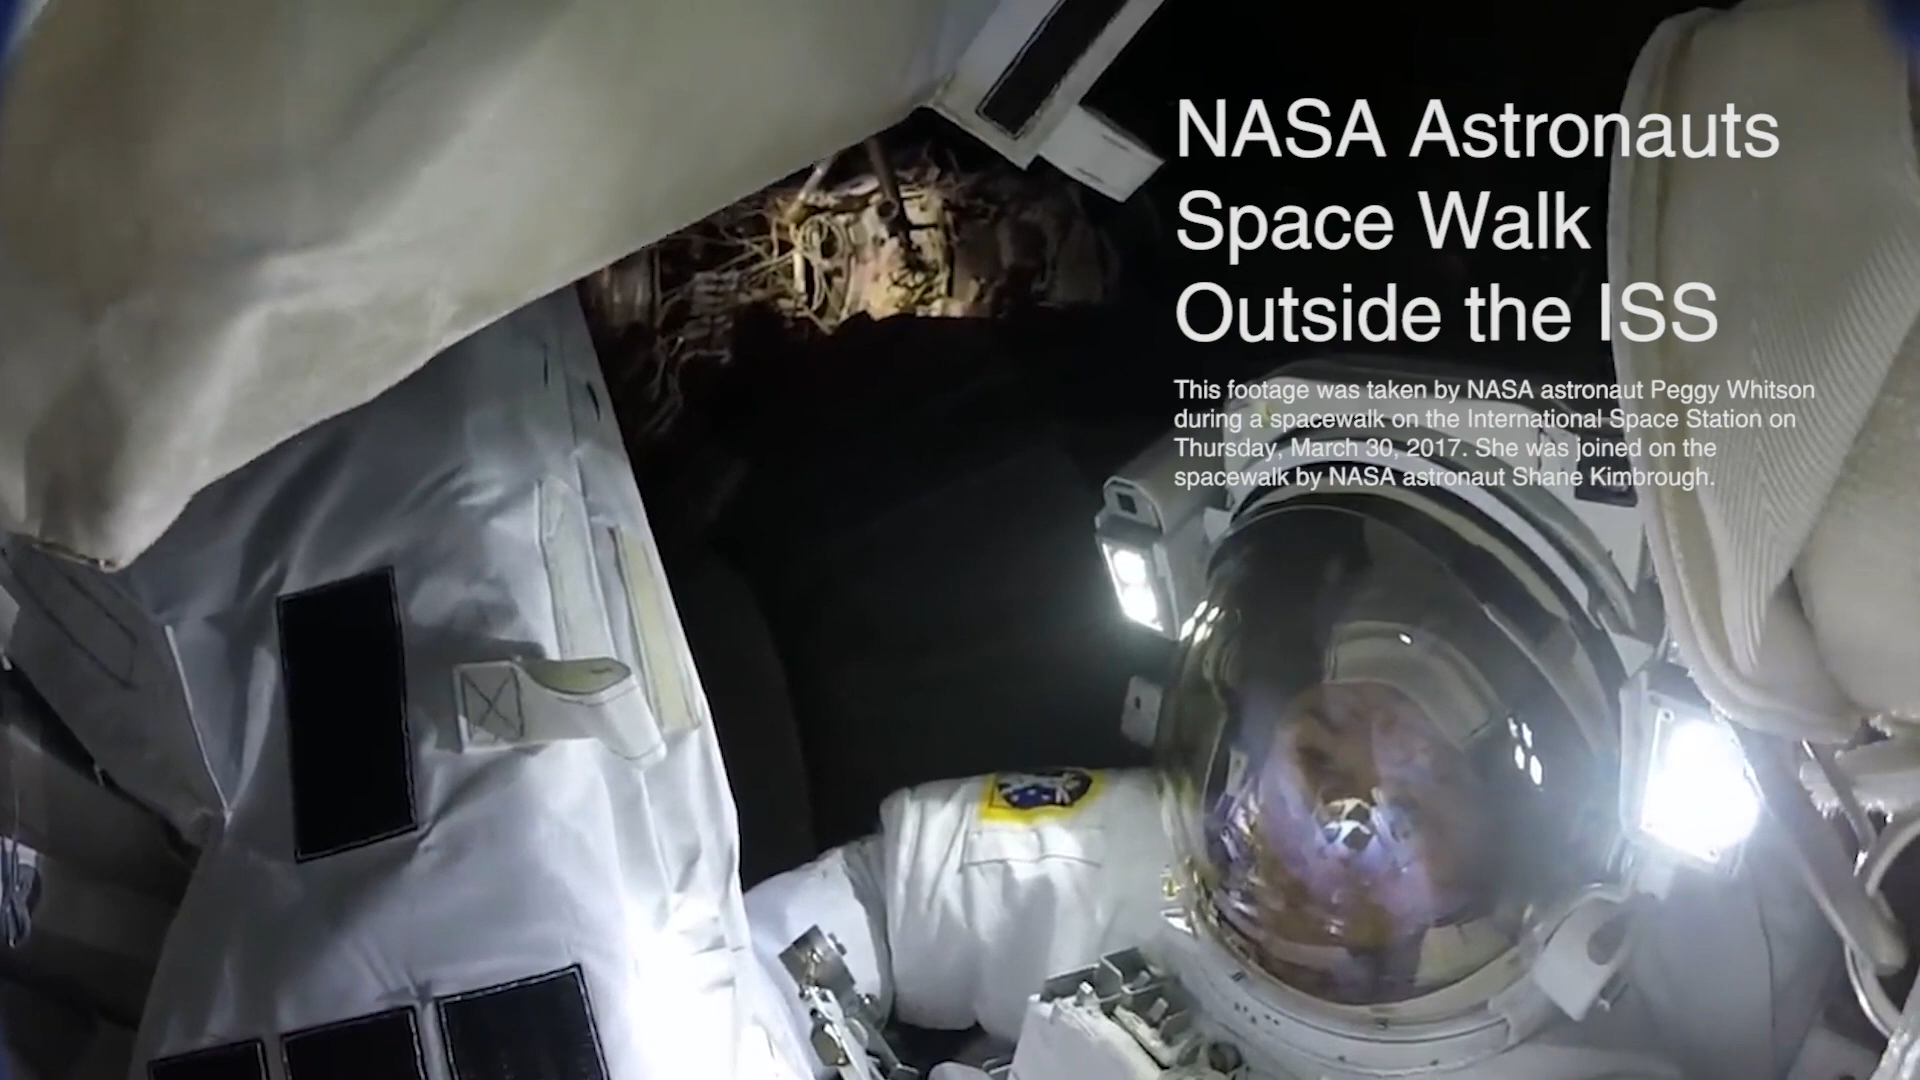 NASA Astronauts
Space Walk
Outside the ISS
This footage was taken by NASA astronaut Peggy Whitson
during a spacewalk on the International Space Station on
Thursday, March 30, 2017. She was joined on the
spacewalk by NASA astronaut Shane Kimbrough.